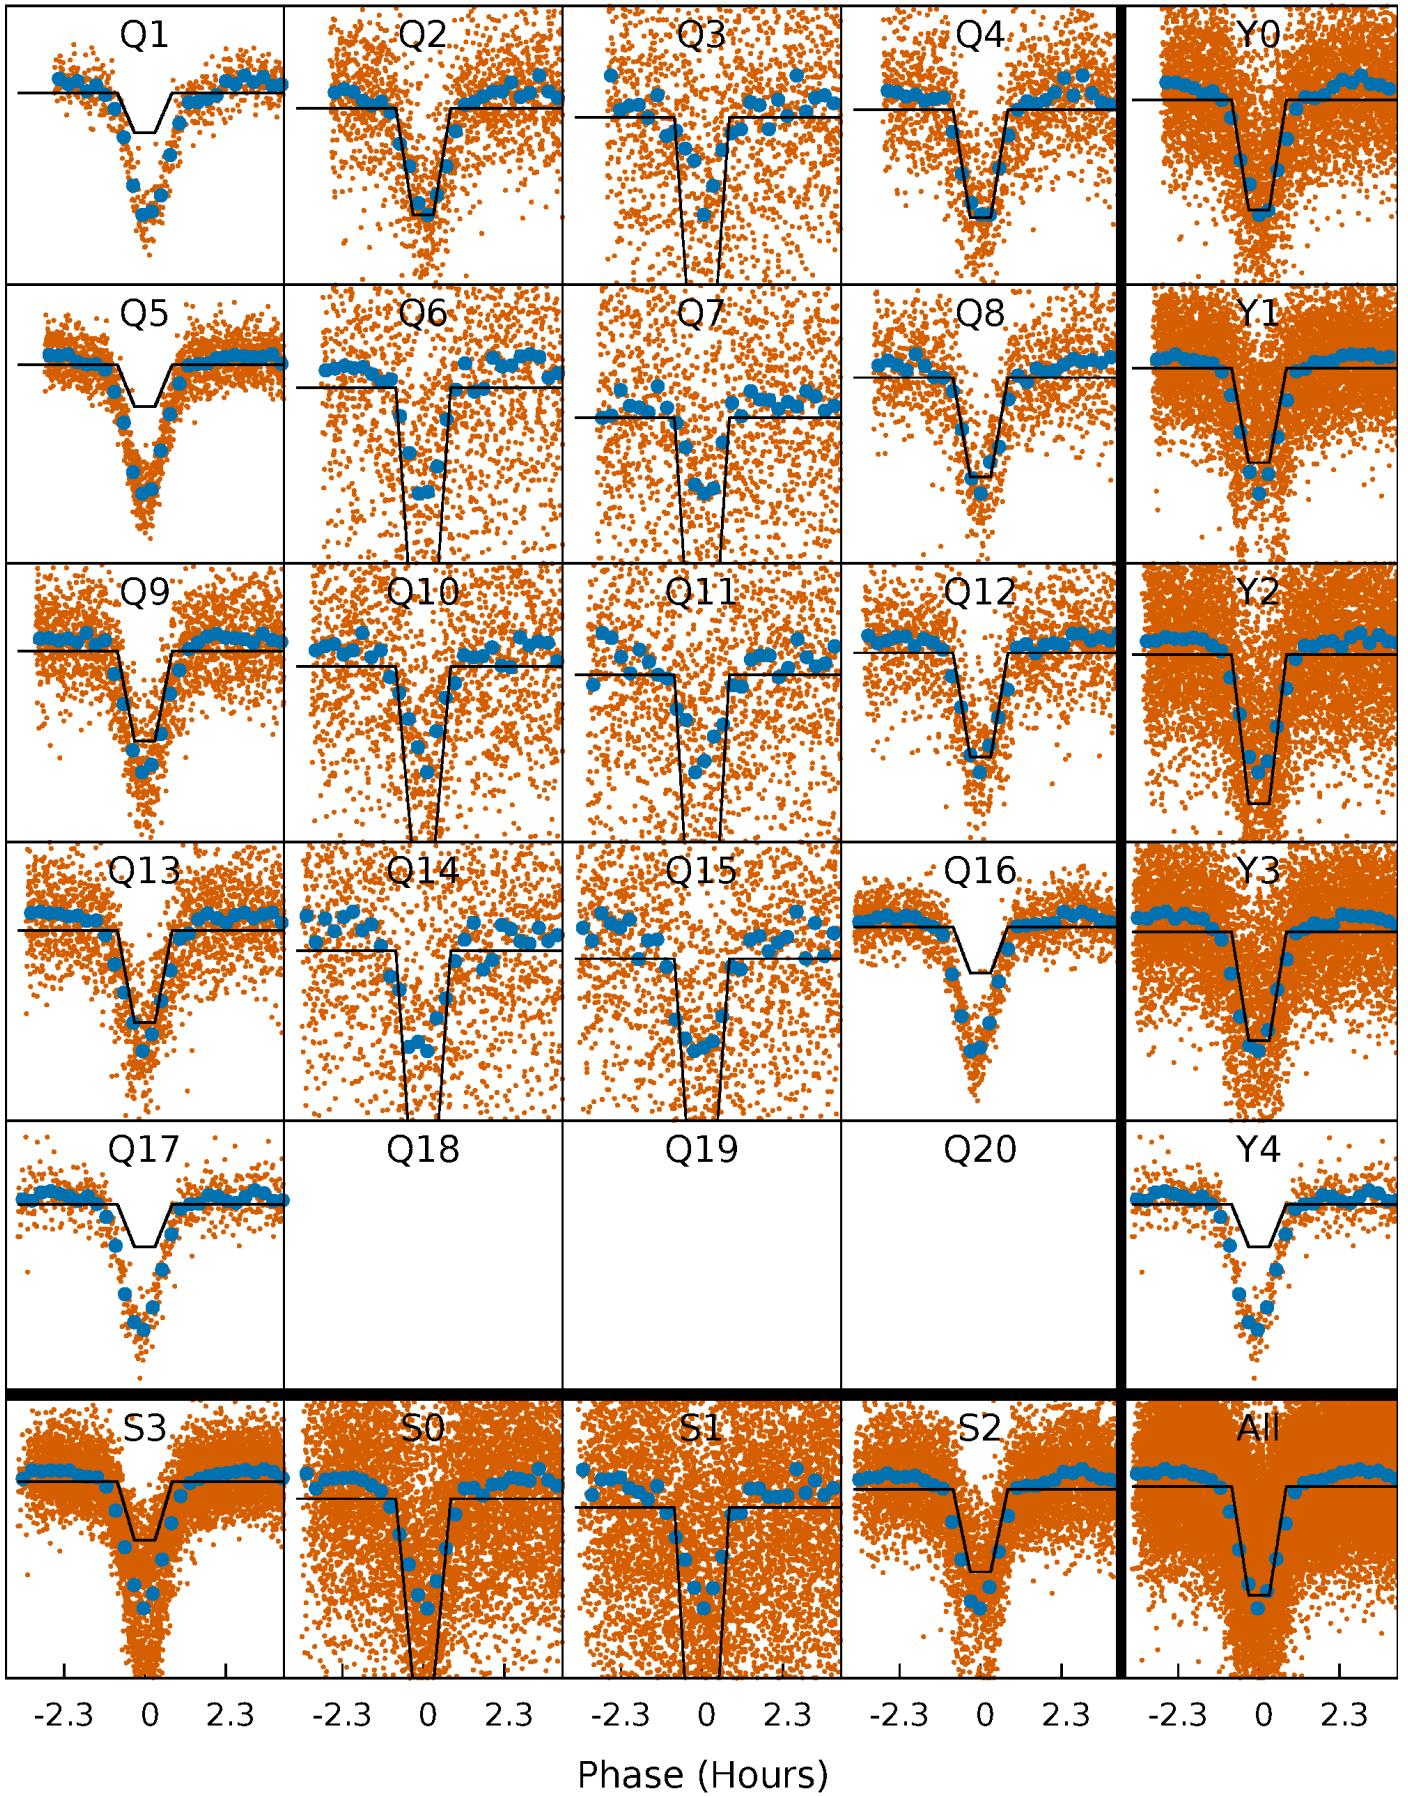 Q1 Q2 Q3 Q4 Y0
Q5 Q6 Q7 Q8 Y1
Q9 Q10 Q11 Q12 Y2
Q13 Q14 Q15 Q16 Y3
Q17 Q18 Q19 Q20 Y4
S3 S0 S1 S2 All
-2.3 0 2.3 -2.3 0 2.3 -2.3 0 2.3 -2.3 0 2.3 -2.3 0 2.3
Phase (Hours)